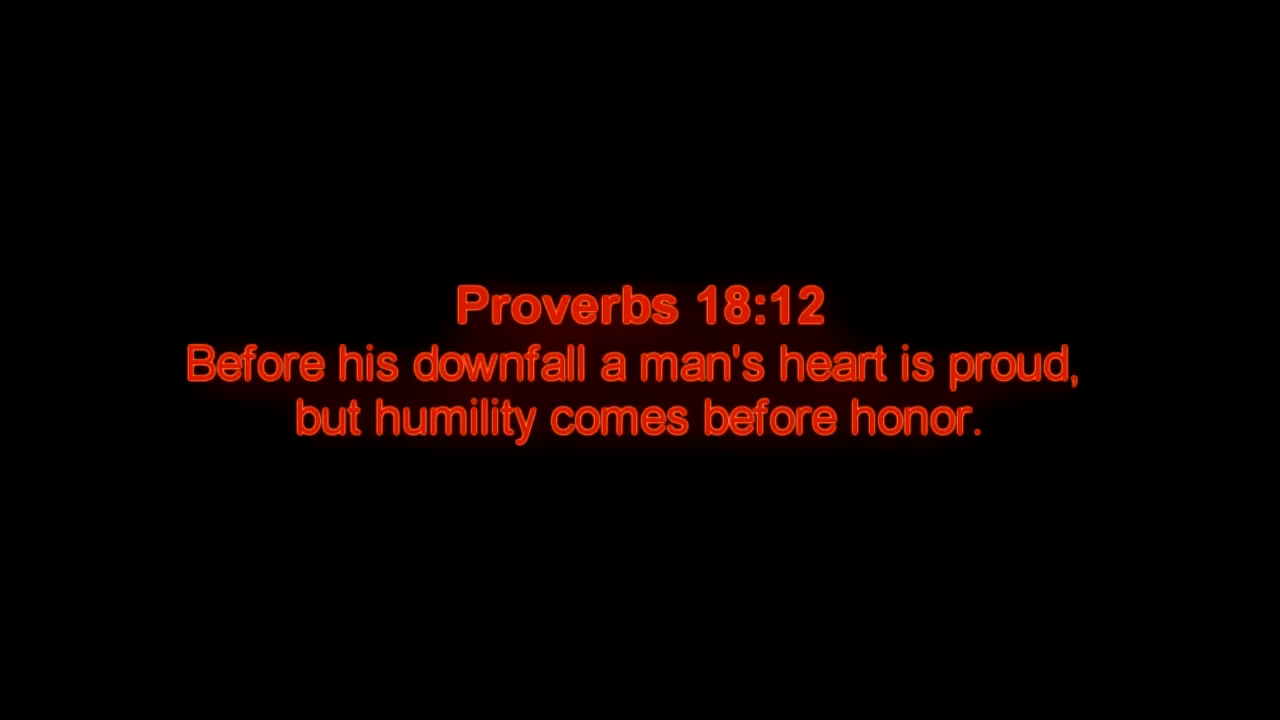 Proverbs 18:12
Before his downfall a man's heart is proud,
but humility comes before honor.